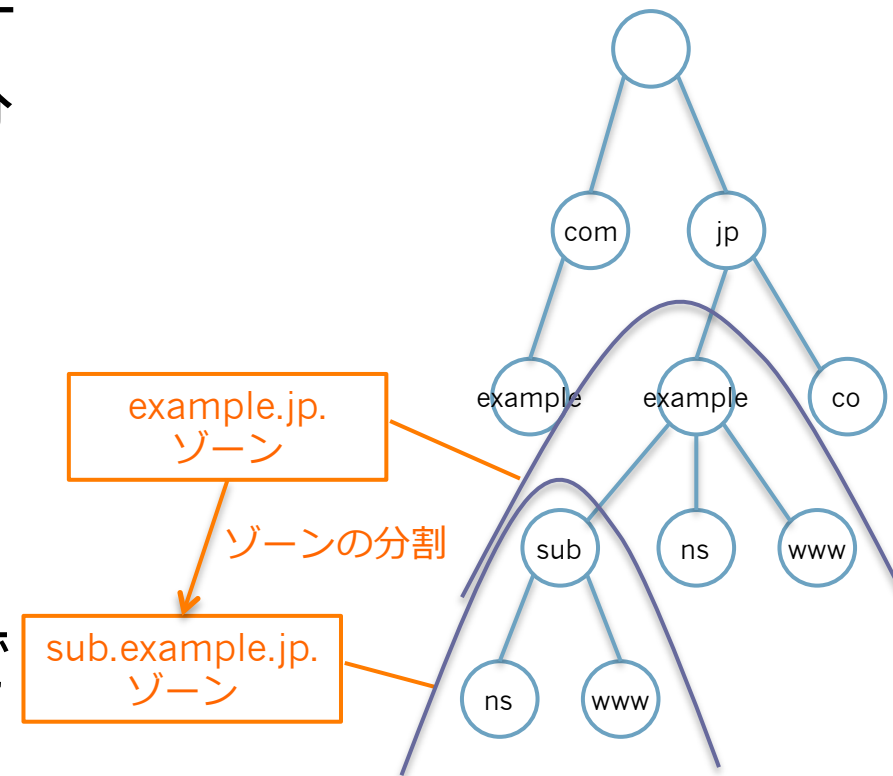 com
jp
example
example
co
example.jp.
ゾーン
ゾーンの分割
sub
ns
www
sub.example.jp.
ゾーン
ns
www